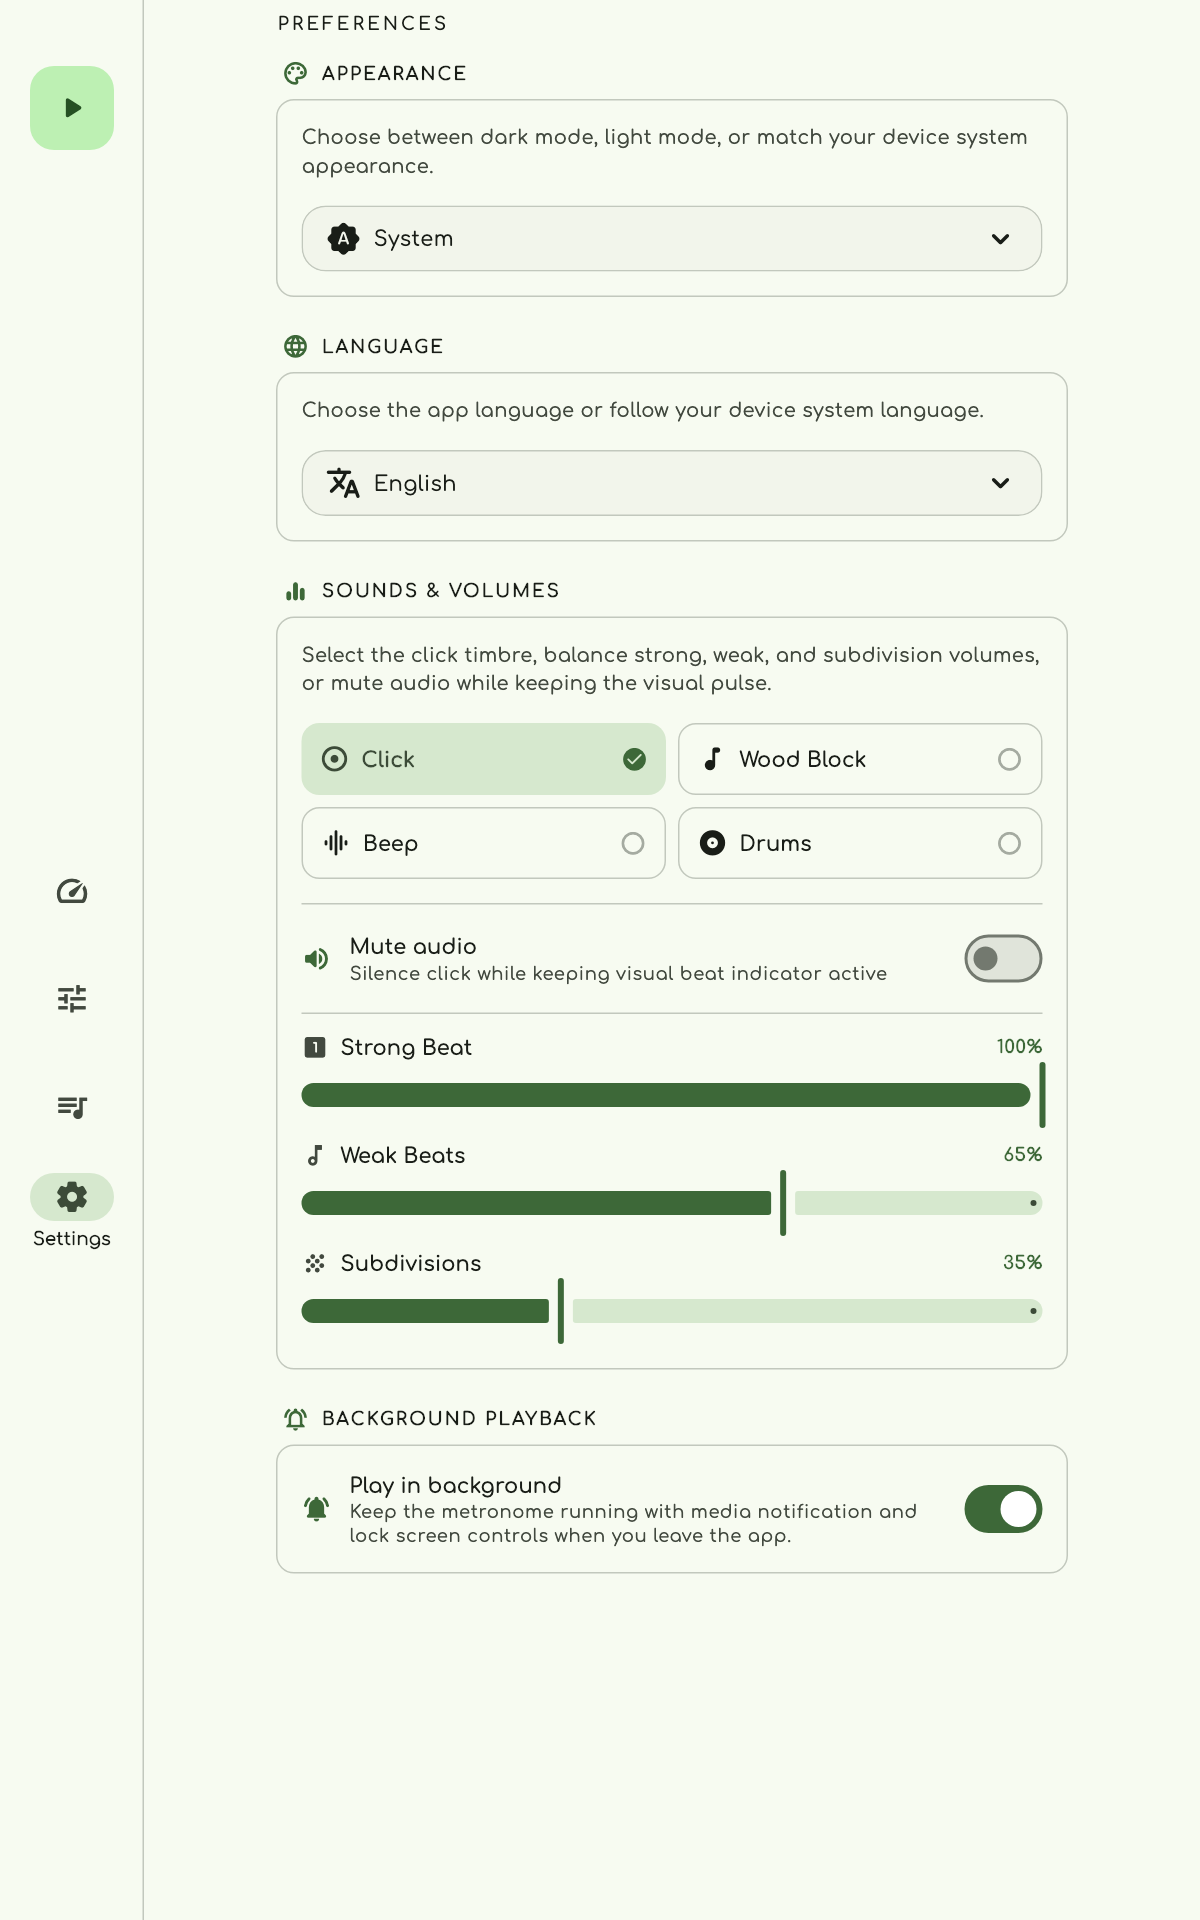 PREFERENCES
APPEARANCE
Choose between dark mode, light mode, or match your device system
appearance.
System
LANGUAGE
Choose the app language or follow your device system language.
English
SOUNDS & VOLUMES
Select the click timbre, balance strong, weak, and subdivision volumes,
or mute audio while keeping the visual pulse.
Click
Wood Block
Beep
Drums
Mute audio
Silence click while keeping visual beat indicator active
Strong Beat
100%
Weak Beats
65%
Subdivisions
35%
Settings
BACKGROUND PLAYBACK
Play in background
Keep the metronome running with media notification and
lock screen controls when you leave the app.